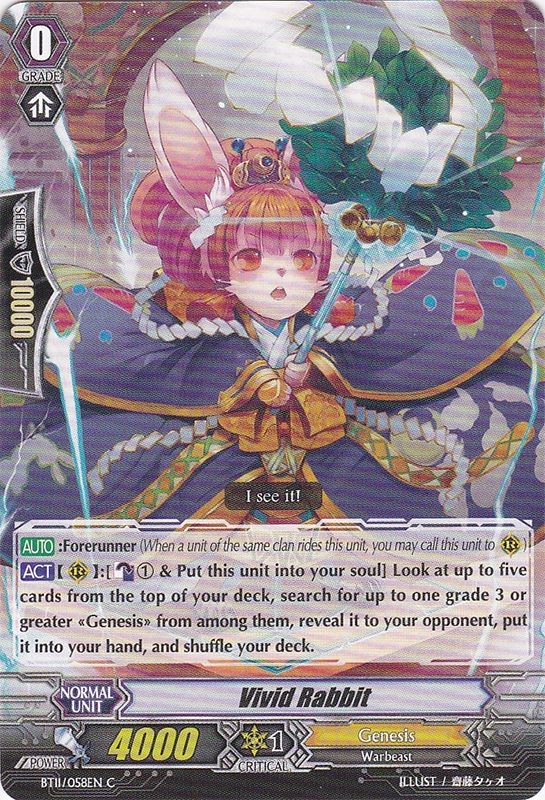 0
GRADE
SHIELD
10000
I see it!
AUTO :Forerunner (When a unit of the same clan rides this unit, you may call this unit to )
ACT【 】:[ ① & Put this unit into your soul] Look at up to five
cards from the top of your deck, search for up to one grade 3 or
greater «Genesis» from among them, reveal it to your opponent, put
it into your hand, and shuffle your deck.
NORMAL
UNIT
Vivid Rabbit
POWER
4000
1
CRITICAL
Genesis
Warbeast
BT11/058EN C
ILLUST / 齋藤タケオ